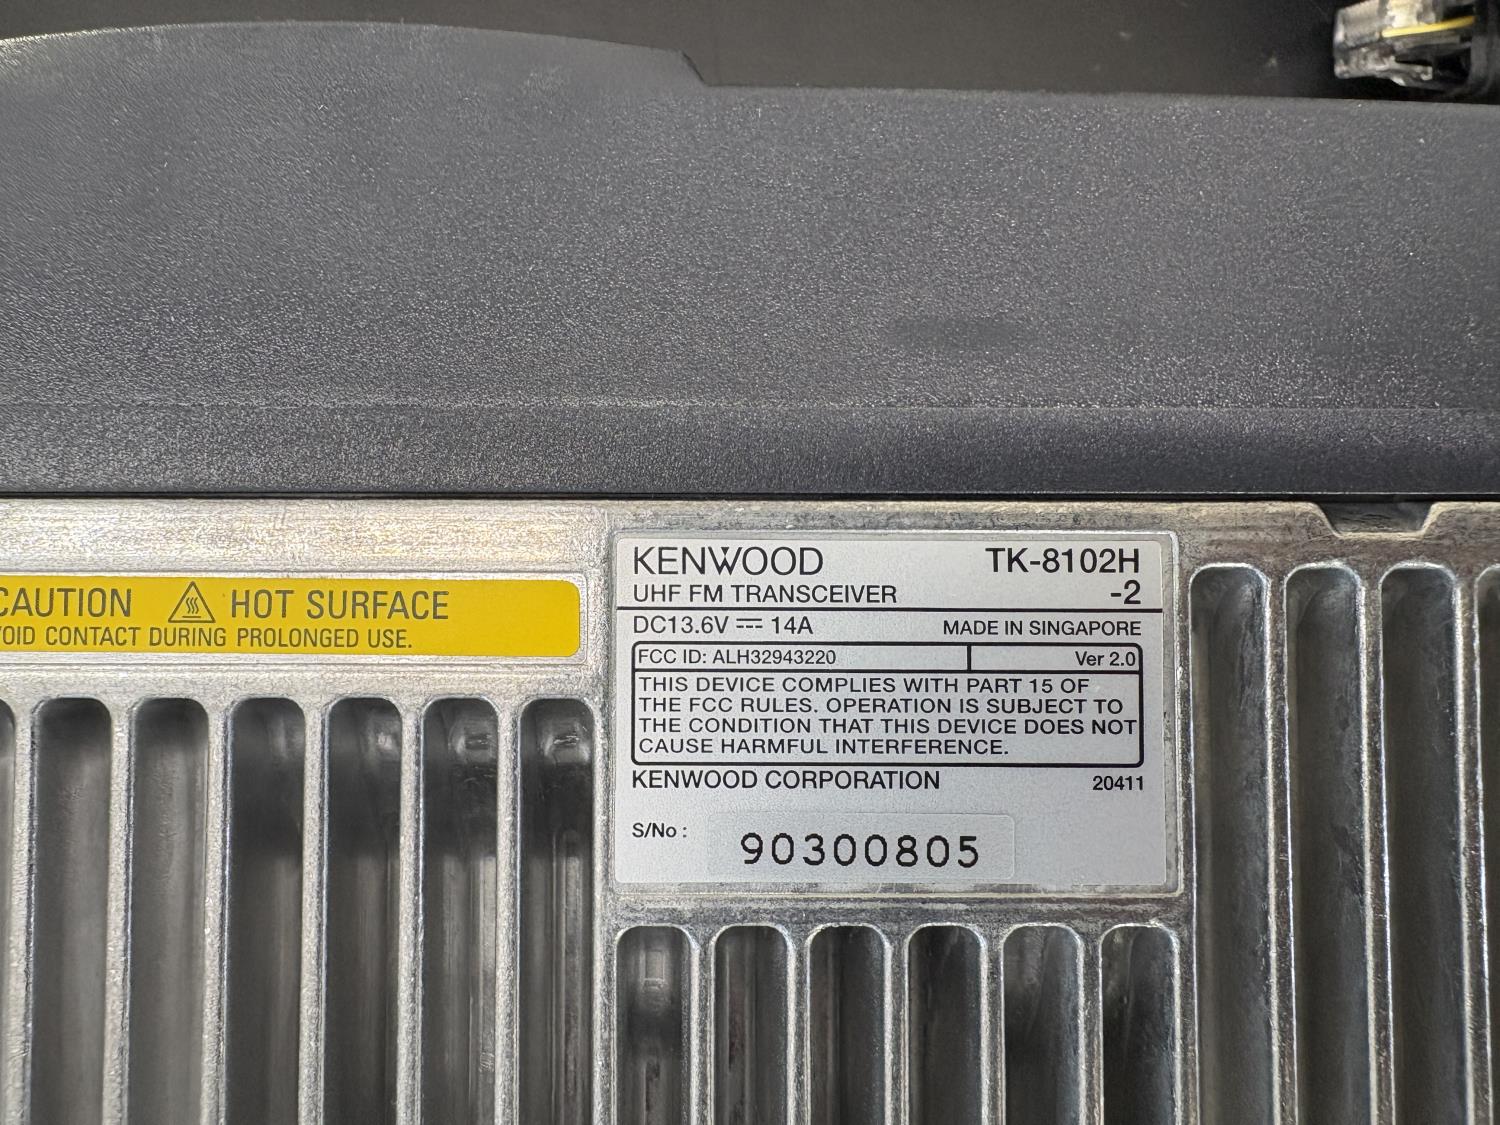 CAUTION HOT SURFACE
VOID CONTACT DURING PROLONGED USE.
KENWOOD TK-8102H
UHF FM TRANSCEIVER -2
DC13.6V ⎓ 14A MADE IN SINGAPORE
FCC ID: ALH32943220 Ver 2.0
THIS DEVICE COMPLIES WITH PART 15 OF
THE FCC RULES. OPERATION IS SUBJECT TO
THE CONDITION THAT THIS DEVICE DOES NOT
CAUSE HARMFUL INTERFERENCE.
KENWOOD CORPORATION 20411
S/No : 90300805